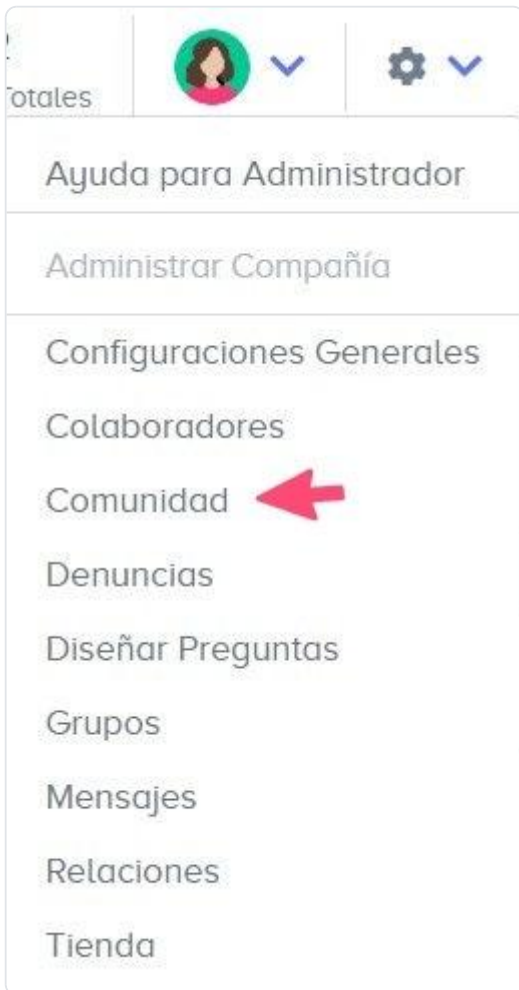 Totales
Ayuda para Administrador
Administrar Compañía
Configuraciones Generales
Colaboradores
Comunidad
Denuncias
Diseñar Preguntas
Grupos
Mensajes
Relaciones
Tienda